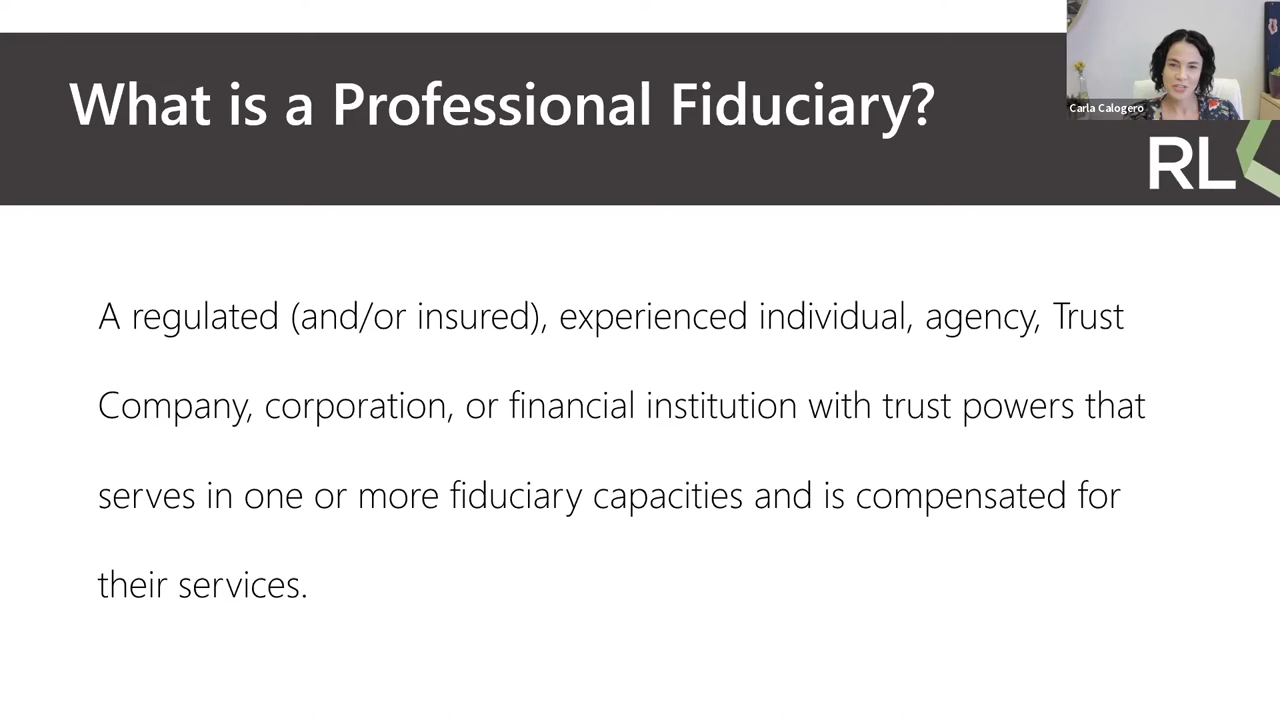 What is a Professional Fiduciary?
Carla Calogero
RL
A regulated (and/or insured), experienced individual, agency, Trust
Company, corporation, or financial institution with trust powers that
serves in one or more fiduciary capacities and is compensated for
their services.